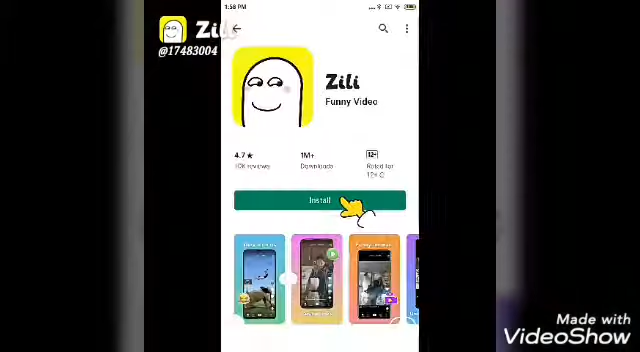 1:58 PM
Zili
@17483004
Zili
Funny Video
4.7★
1M+
12+
10K reviews
Downloads
Rated for
12+
Install
Made with
VideoShow